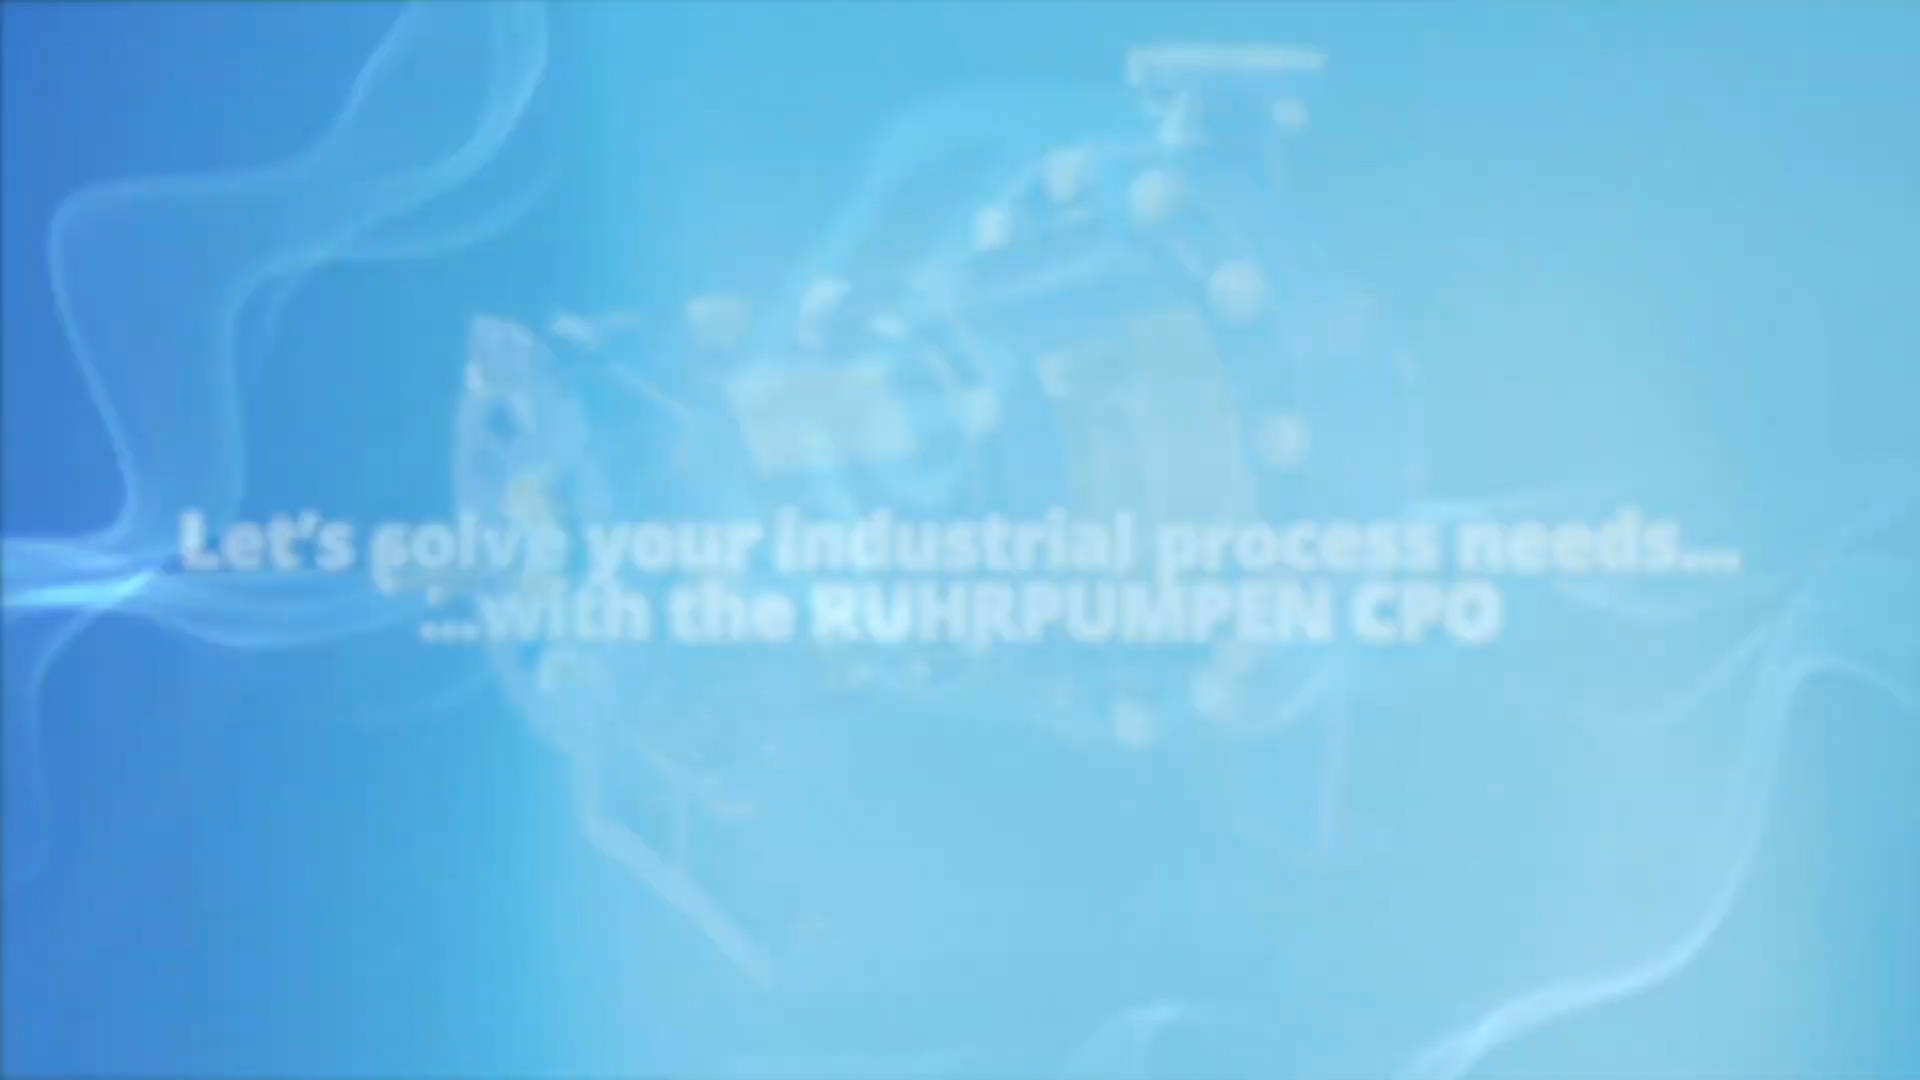 Let's solve your industrial process needs...
...with the RUHRPUMPEN CPO